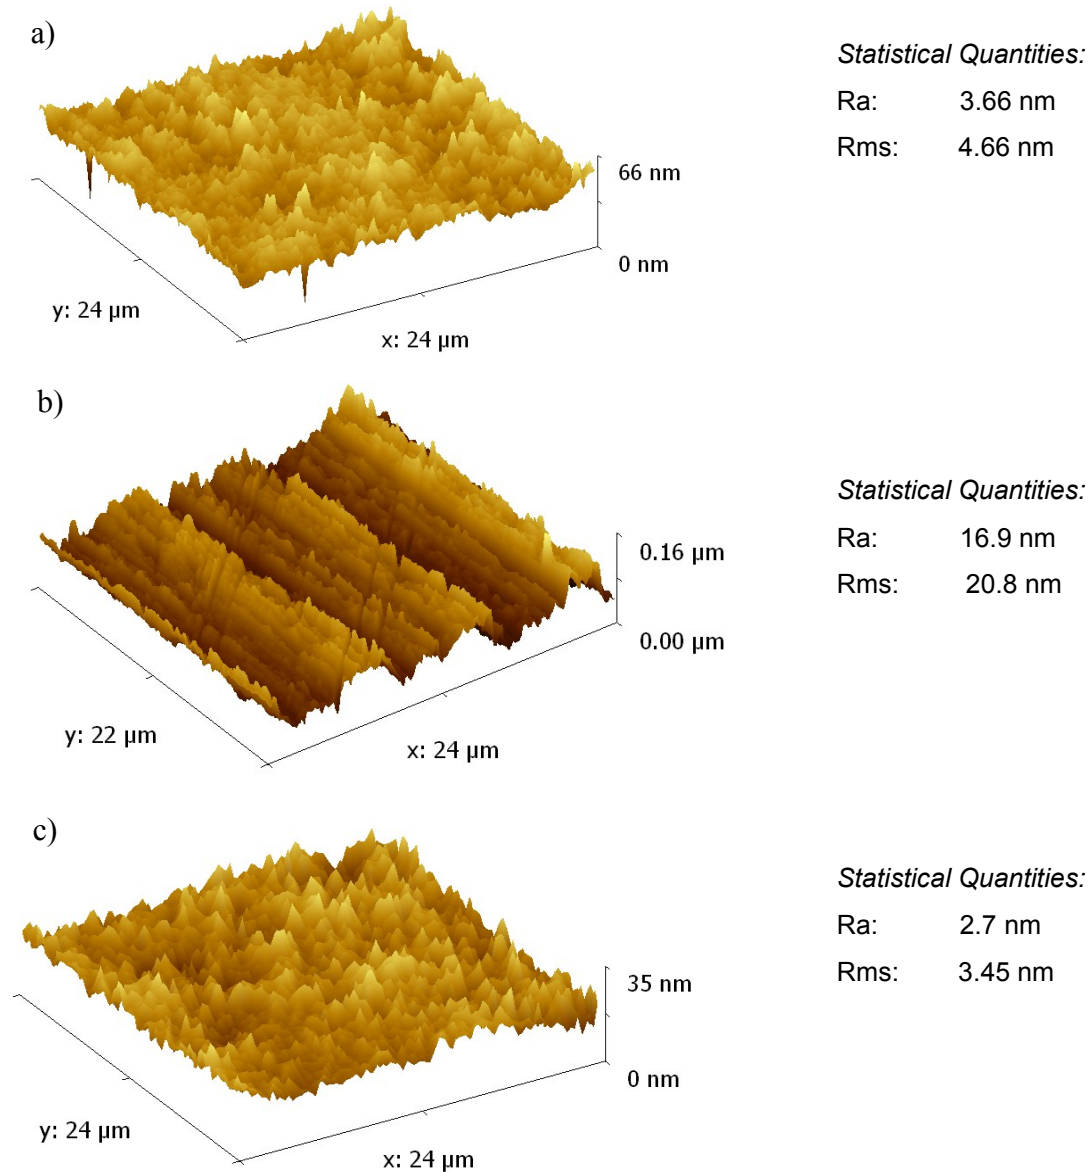 a)
Statistical Quantities:
Ra: 3.66 nm
Rms: 4.66 nm
66 nm
0 nm
y: 24 µm
x: 24 µm
b)
Statistical Quantities:
Ra: 16.9 nm
Rms: 20.8 nm
0.16 µm
0.00 µm
y: 22 µm
x: 24 µm
c)
Statistical Quantities:
Ra: 2.7 nm
Rms: 3.45 nm
35 nm
0 nm
y: 24 µm
x: 24 µm